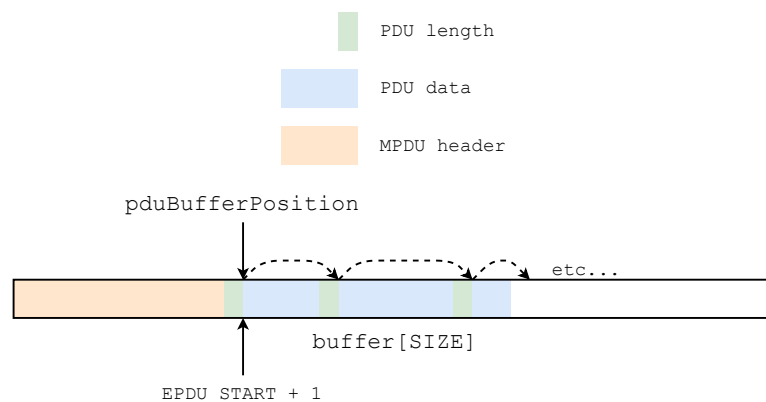 PDU length
PDU data
MPDU header
pduBufferPosition
etc...
buffer[SIZE]
EPDU START + 1